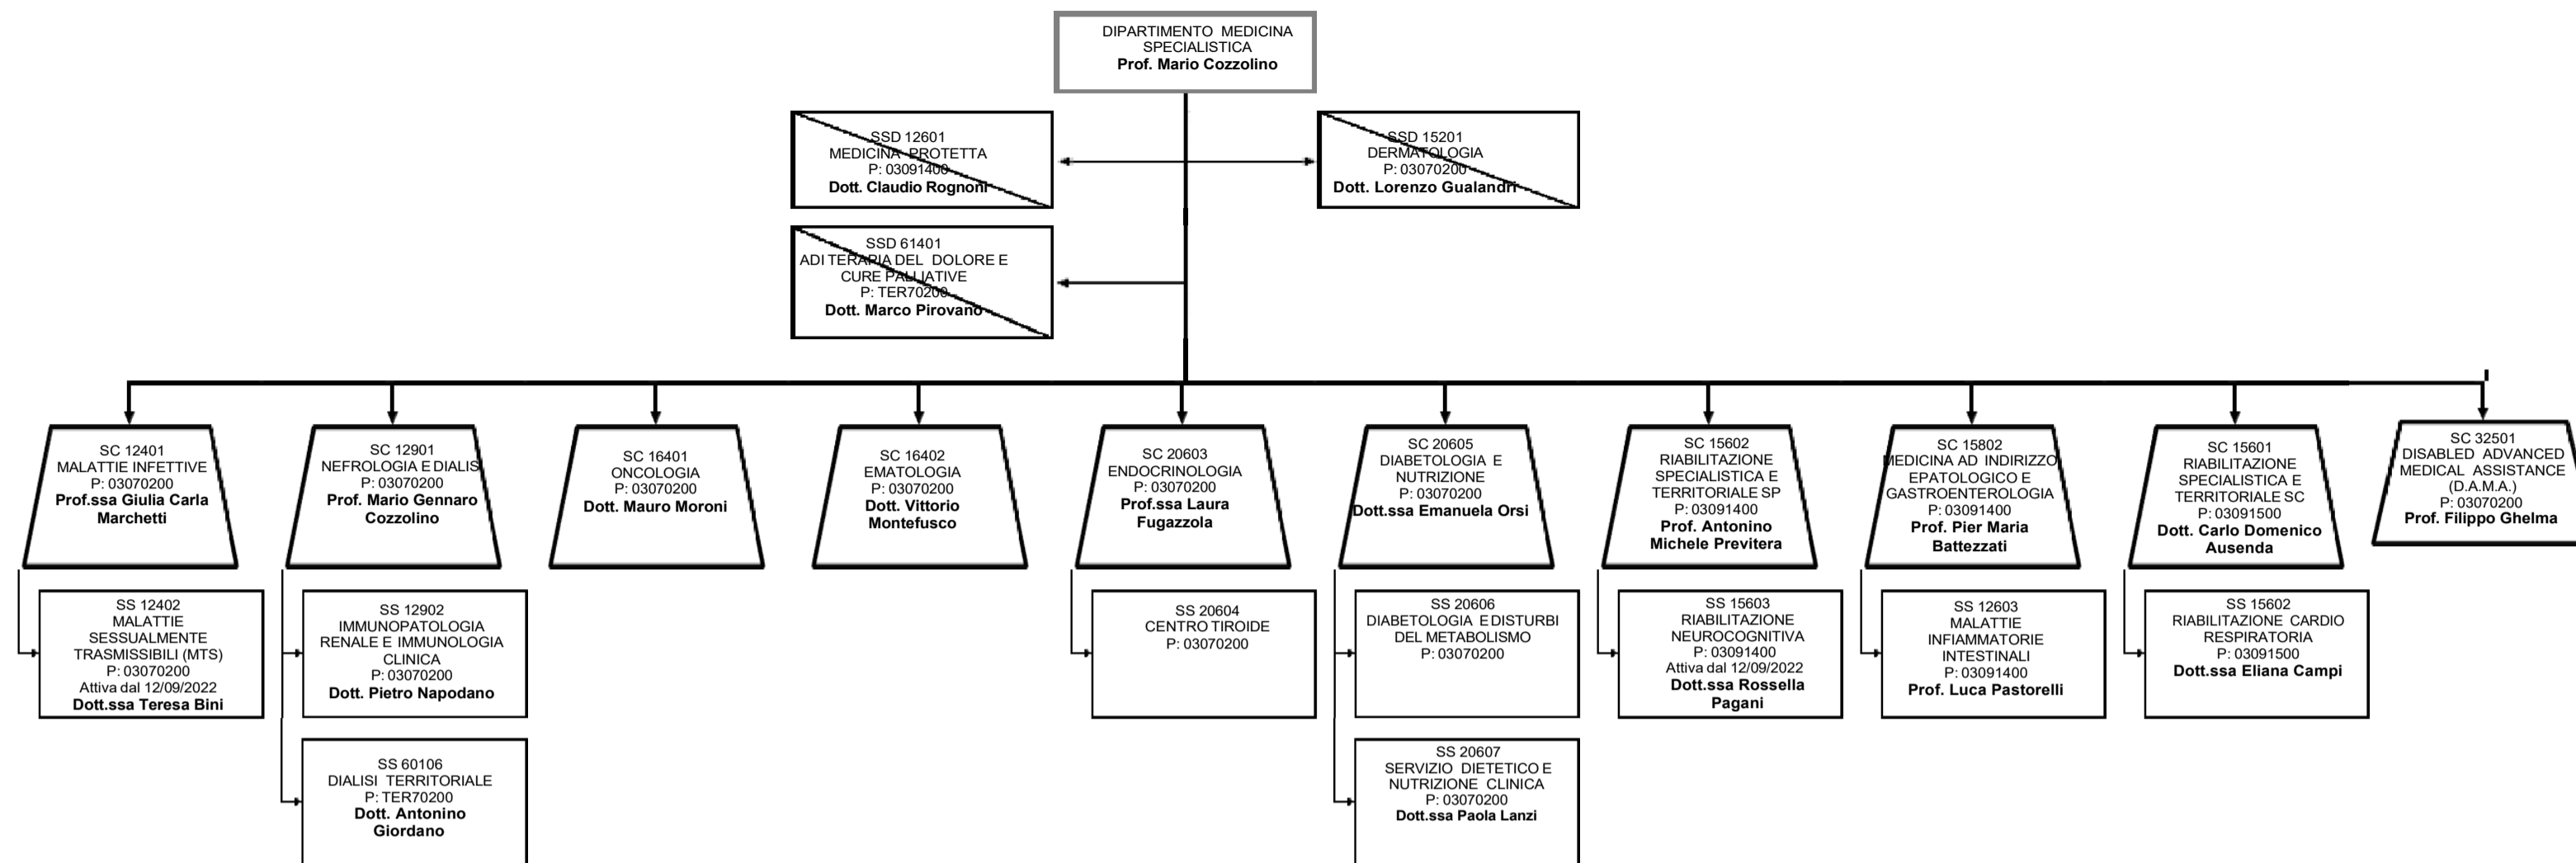 DIPARTIMENTO MEDICINA
SPECIALISTICA
Prof. Mario Cozzolino
SSD 12601
MEDICINA PROTETTA
P: 03091400
Dott. Claudio Rognoni
SSD 15201
DERMATOLOGIA
P: 03070200
Dott. Lorenzo Gualandri
SSD 61401
ADI TERAPIA DEL DOLORE E
CURE PALLIATIVE
P: TER70200
Dott. Marco Pirovano
SC 12401
MALATTIE INFETTIVE
P: 03070200
Prof.ssa Giulia Carla
Marchetti
SC 12901
NEFROLOGIA E DIALIS
P: 03070200
Prof. Mario Gennaro
Cozzolino
SC 16401
ONCOLOGIA
P: 03070200
Dott. Mauro Moroni
SC 16402
EMATOLOGIA
P: 03070200
Dott. Vittorio
Montefusco
SC 20603
ENDOCRINOLOGIA
P: 03070200
Prof.ssa Laura
Fugazzola
SC 20605
DIABETOLOGIA E
NUTRIZIONE
P: 03070200
Dott.ssa Emanuela Orsi
SC 15602
RIABILITAZIONE
SPECIALISTICA E
TERRITORIALE SP
P: 03091400
Prof. Antonino
Michele Previtera
SC 15802
MEDICINA AD INDIRIZZO
EPATOLOGICO E
GASTROENTEROLOGIA
P: 03091400
Prof. Pier Maria
Battezzati
SC 15601
RIABILITAZIONE
SPECIALISTICA E
TERRITORIALE SC
P: 03091500
Dott. Carlo Domenico
Ausenda
SC 32501
DISABLED ADVANCED
MEDICAL ASSISTANCE
(D.A.M.A.)
P: 03070200
Prof. Filippo Ghelma
SS 12402
MALATTIE
SESSUALMENTE
TRASMISSIBILI (MTS)
P: 03070200
Attiva dal 12/09/2022
Dott.ssa Teresa Bini
SS 12902
IMMUNOPATOLOGIA
RENALE E IMMUNOLOGIA
CLINICA
P: 03070200
Dott. Pietro Napodano
SS 20604
CENTRO TIROIDE
P: 03070200
SS 20606
DIABETOLOGIA E DISTURBI
DEL METABOLISMO
P: 03070200
SS 15603
RIABILITAZIONE
NEUROCOGNITIVA
P: 03091400
Attiva dal 12/09/2022
Dott.ssa Rossella
Pagani
SS 12603
MALATTIE
INFIAMMATORIE
INTESTINALI
P: 03091400
Prof. Luca Pastorelli
SS 15602
RIABILITAZIONE CARDIO
RESPIRATORIA
P: 03091500
Dott.ssa Eliana Campi
SS 60106
DIALISI TERRITORIALE
P: TER70200
Dott. Antonino
Giordano
SS 20607
SERVIZIO DIETETICO E
NUTRIZIONE CLINICA
P: 03070200
Dott.ssa Paola Lanzi